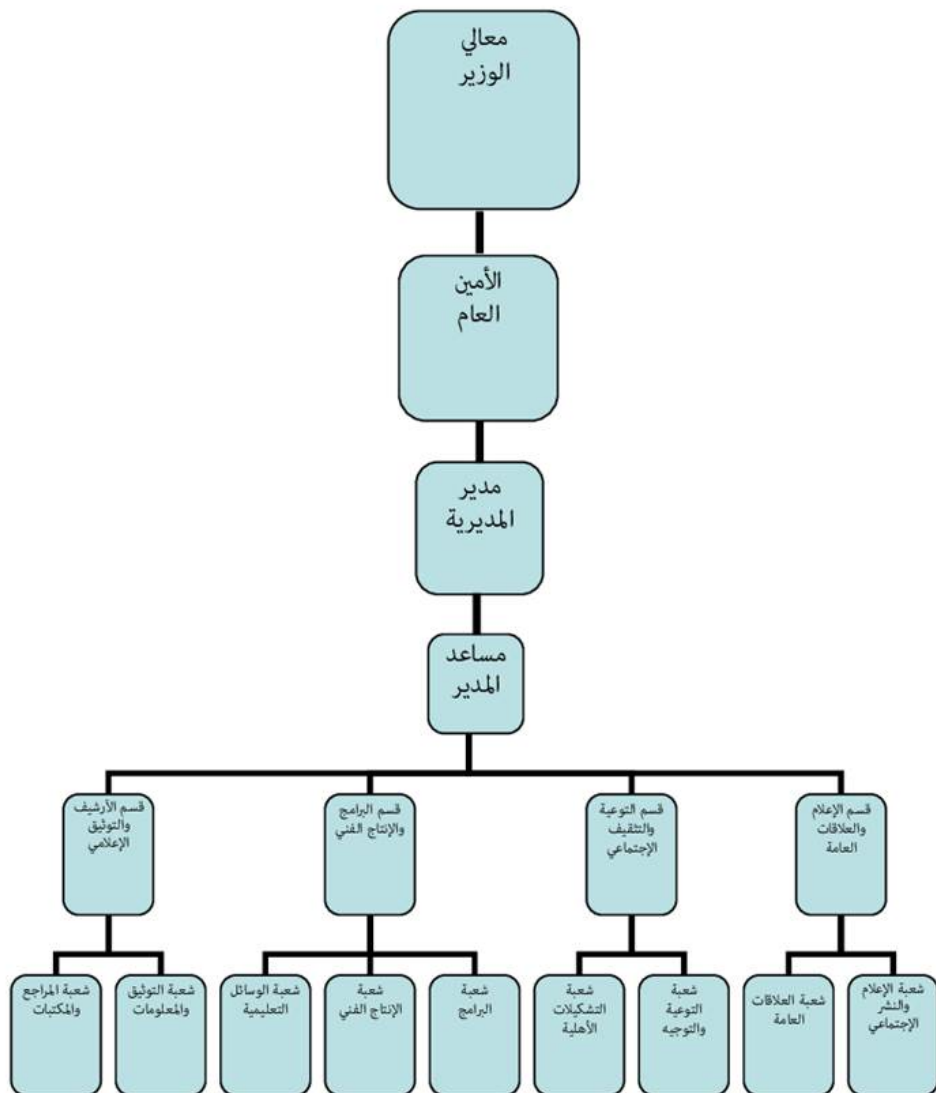 معالي
الوزير
الأمين
العام
مدير
المديرية
مساعد
المدير
قسم الإعلام
والعلاقات
العامة
قسم التوعية
والتثقيف
الإجتماعي
قسم البرامج
والإنتاج الفني
قسم الأرشيف
والتوثيق
الإعلامي
شعبة الإعلام
والنشر
الإجتماعي
شعبة العلاقات
العامة
شعبة
التوعية
والتوجيه
شعبة
التشكيلات
الأهلية
شعبة
البرامج
شعبة
الإنتاج الفني
شعبة الوسائل
التعليمية
شعبة التوثيق
والمعلومات
شعبة المراجع
والمكتبات